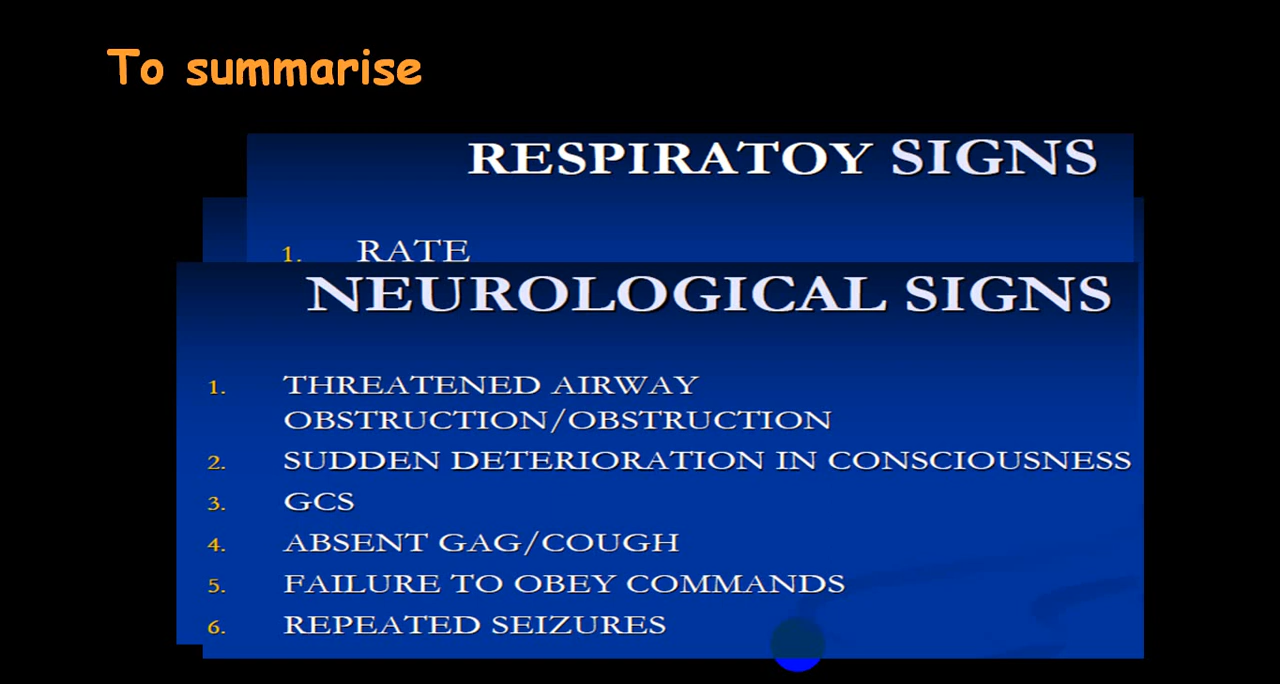 To summarise
RESPIRATOY SIGNS
1. RATE
NEUROLOGICAL SIGNS
1. THREATENED AIRWAY
OBSTRUCTION/OBSTRUCTION
2. SUDDEN DETERIORATION IN CONSCIOUSNESS
3. GCS
4. ABSENT GAG/COUGH
5. FAILURE TO OBEY COMMANDS
6. REPEATED SEIZURES